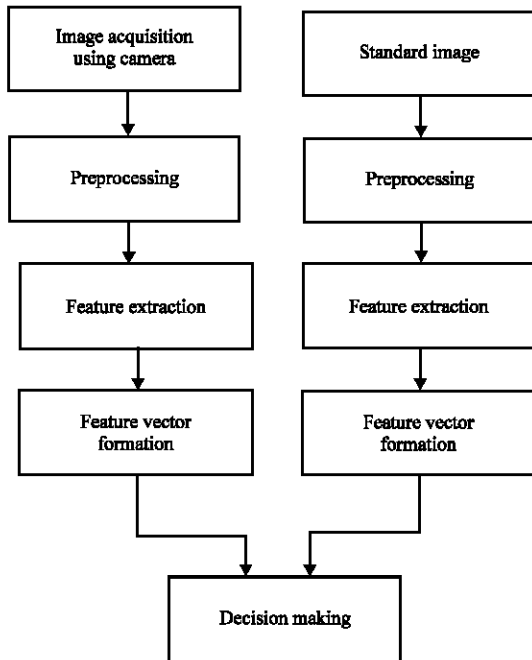 Image acquisition
using camera
Standard image
Preprocessing
Preprocessing
Feature extraction
Feature extraction
Feature vector
formation
Feature vector
formation
Decision making